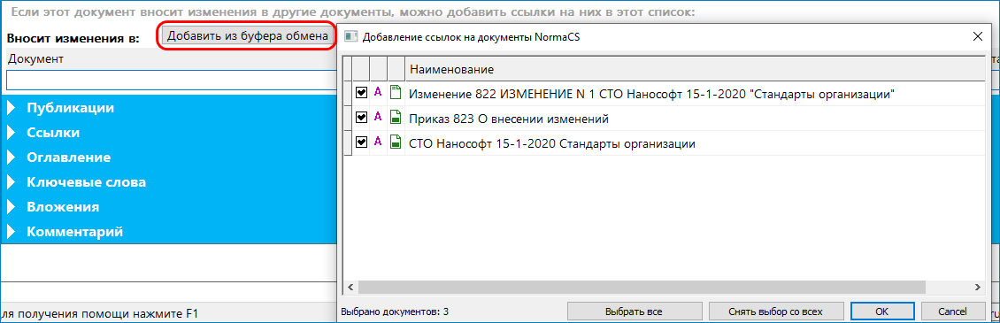 Если этот документ вносит изменения в другие документы, можно добавить ссылки на них в этот список:
Вносит изменения в:
Добавить из буфера обмена
Документ
Публикации
Ссылки
Оглавление
Ключевые слова
Вложения
Комментарий
ля получения помощи нажмите F1
Добавление ссылок на документы NormaCS
Наименование
A Изменение 822 ИЗМЕНЕНИЕ N 1 СТО Нанософт 15-1-2020 "Стандарты организации"
A Приказ 823 О внесении изменений
A СТО Нанософт 15-1-2020 Стандарты организации
Выбрано документов: 3
Выбрать все
Снять выбор со всех
OK
Cancel